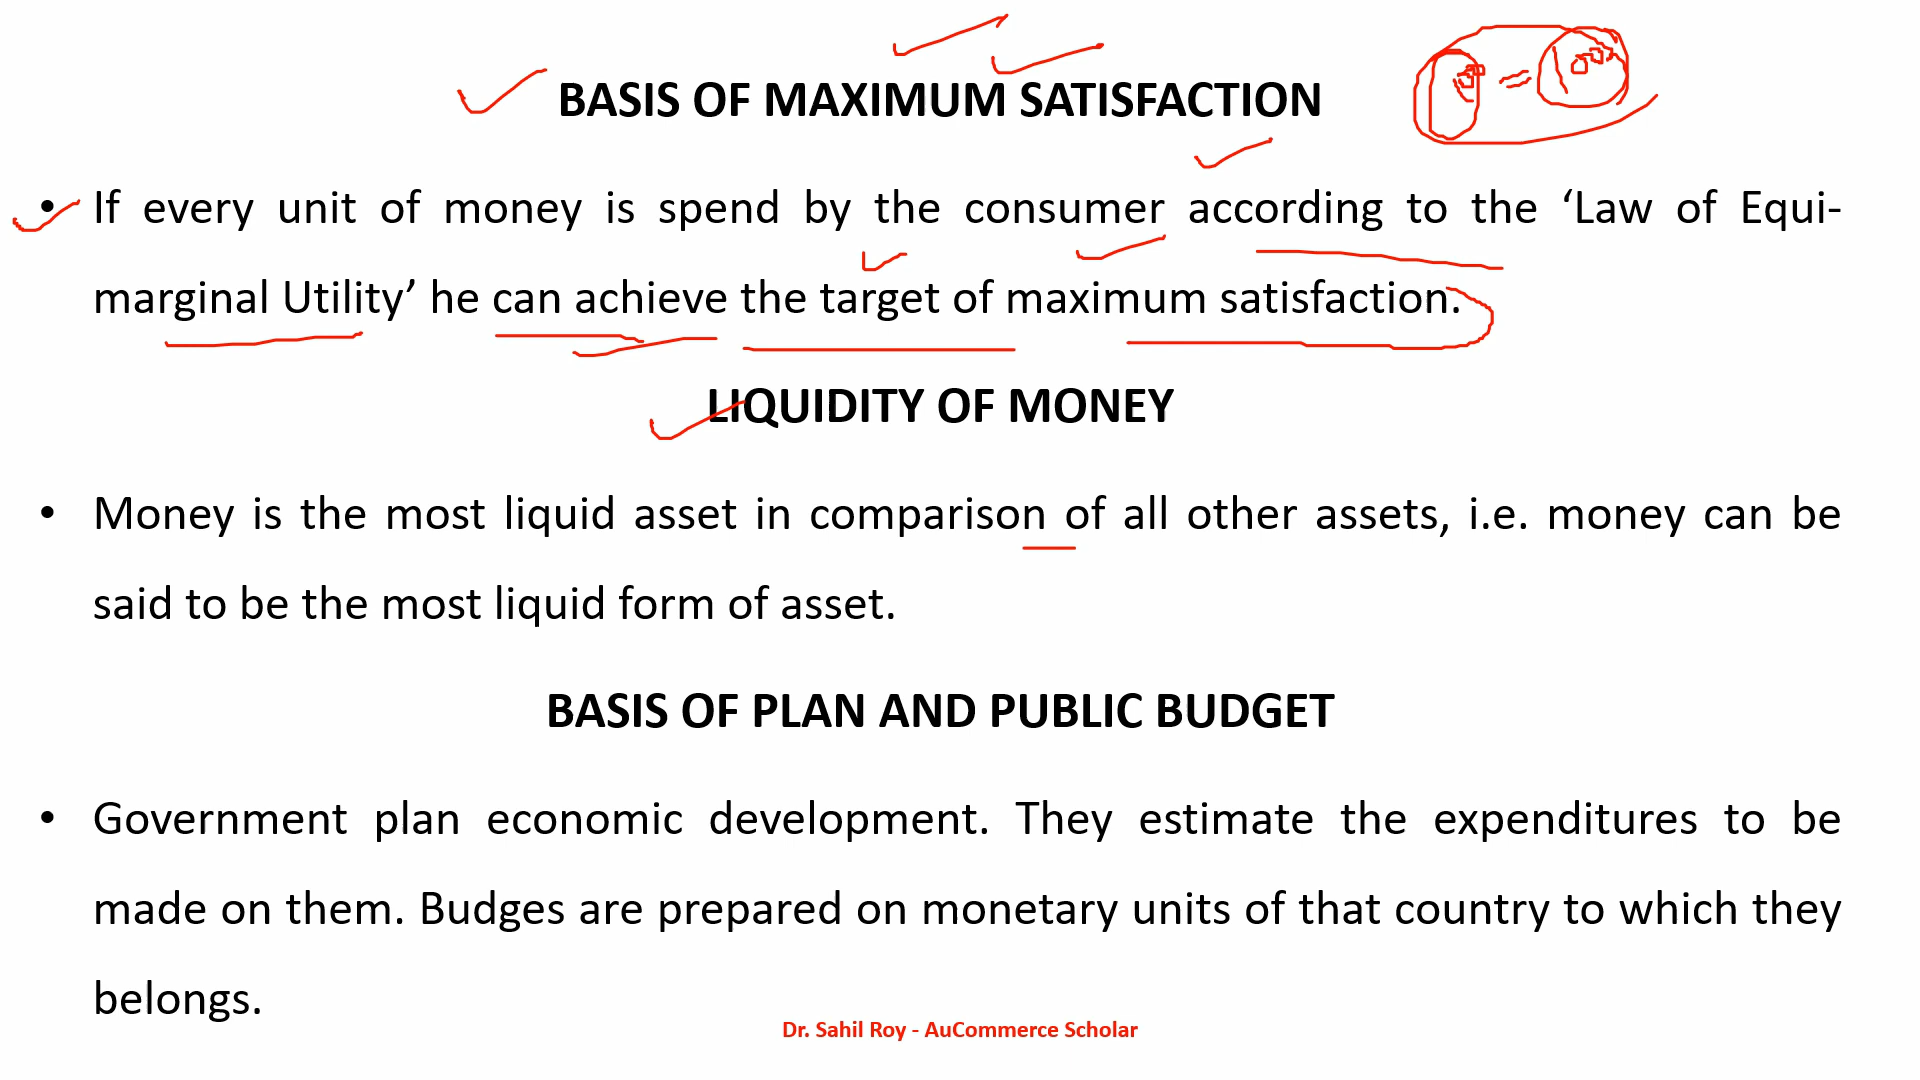 BASIS OF MAXIMUM SATISFACTION
• If every unit of money is spend by the consumer according to the ‘Law of Equi-
marginal Utility’ he can achieve the target of maximum satisfaction.
LIQUIDITY OF MONEY
• Money is the most liquid asset in comparison of all other assets, i.e. money can be
said to be the most liquid form of asset.
BASIS OF PLAN AND PUBLIC BUDGET
• Government plan economic development. They estimate the expenditures to be
made on them. Budges are prepared on monetary units of that country to which they
belongs.
Dr. Sahil Roy - AuCommerce Scholar